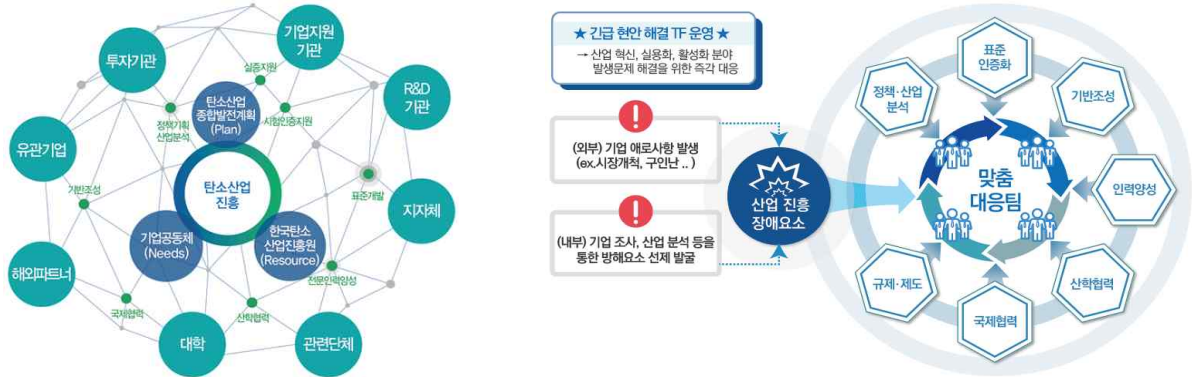 기업지원
기관
투자기관
실증지원
R&D
기관
탄소산업
종합발전계획
(Plan)
정책기획
산업분석
시험인증지원
유관기업
탄소산업
진흥
기반조성
표준개발
지자체
기업공동체
(Needs)
한국탄소
산업진흥원
(Resource)
해외파트너
전문인력양성
국제협력
산학협력
대학
관련단체
★ 긴급 현안 해결 TF 운영 ★
→ 산업 혁신, 실용화, 활성화 분야
발생문제 해결을 위한 즉각 대응
!
(외부) 기업 애로사항 발생
(ex.시장개척, 구인난 .. )
!
(내부) 기업 조사, 산업 분석 등을
통한 방해요소 선제 발굴
산업 진흥
장애요소
표준
인증화
정책·산업
분석
기반조성
맞춤
대응팀
인력양성
규제·제도
산학협력
국제협력